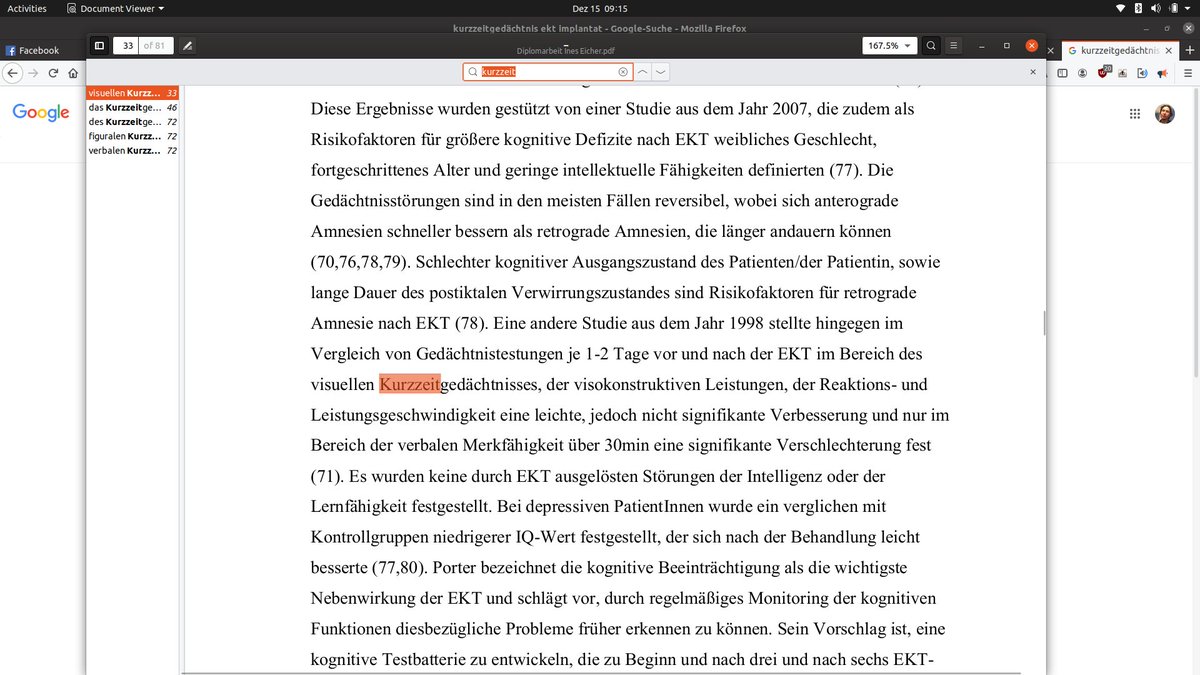 Activities
Document Viewer
Dez 15 09:15
kurzzeitgedächtnis ekt implantat - Google-Suche - Mozilla Firefox
33 of 81
Diplomarbeit Ines Eicher.pdf
167.5%
Facebook
kurzzeitgedächtnis
kurzzeit
Google
20
visuellen Kurzz... 33
das Kurzzeitge... 46
des Kurzzeitge... 72
figuralen Kurzz... 72
verbalen Kurzz... 72
Diese Ergebnisse wurden gestützt von einer Studie aus dem Jahr 2007, die zudem als
Risikofaktoren für größere kognitive Defizite nach EKT weibliches Geschlecht,
fortgeschrittenes Alter und geringe intellektuelle Fähigkeiten definierten (77). Die
Gedächtnisstörungen sind in den meisten Fällen reversibel, wobei sich anterograde
Amnesien schneller bessern als retrograde Amnesien, die länger andauern können
(70,76,78,79). Schlechter kognitiver Ausgangszustand des Patienten/der Patientin, sowie
lange Dauer des postiktalen Verwirrungszustandes sind Risikofaktoren für retrograde
Amnesie nach EKT (78). Eine andere Studie aus dem Jahr 1998 stellte hingegen im
Vergleich von Gedächtnistestungen je 1-2 Tage vor und nach der EKT im Bereich des
visuellen Kurzzeitgedächtnisses, der visokonstruktiven Leistungen, der Reaktions- und
Leistungsgeschwindigkeit eine leichte, jedoch nicht signifikante Verbesserung und nur im
Bereich der verbalen Merkfähigkeit über 30min eine signifikante Verschlechterung fest
(71). Es wurden keine durch EKT ausgelösten Störungen der Intelligenz oder der
Lernfähigkeit festgestellt. Bei depressiven PatientInnen wurde ein verglichen mit
Kontrollgruppen niedrigerer IQ-Wert festgestellt, der sich nach der Behandlung leicht
besserte (77,80). Porter bezeichnet die kognitive Beeinträchtigung als die wichtigste
Nebenwirkung der EKT und schlägt vor, durch regelmäßiges Monitoring der kognitiven
Funktionen diesbezügliche Probleme früher erkennen zu können. Sein Vorschlag ist, eine
kognitive Testbatterie zu entwickeln, die zu Beginn und nach drei und nach sechs EKT-